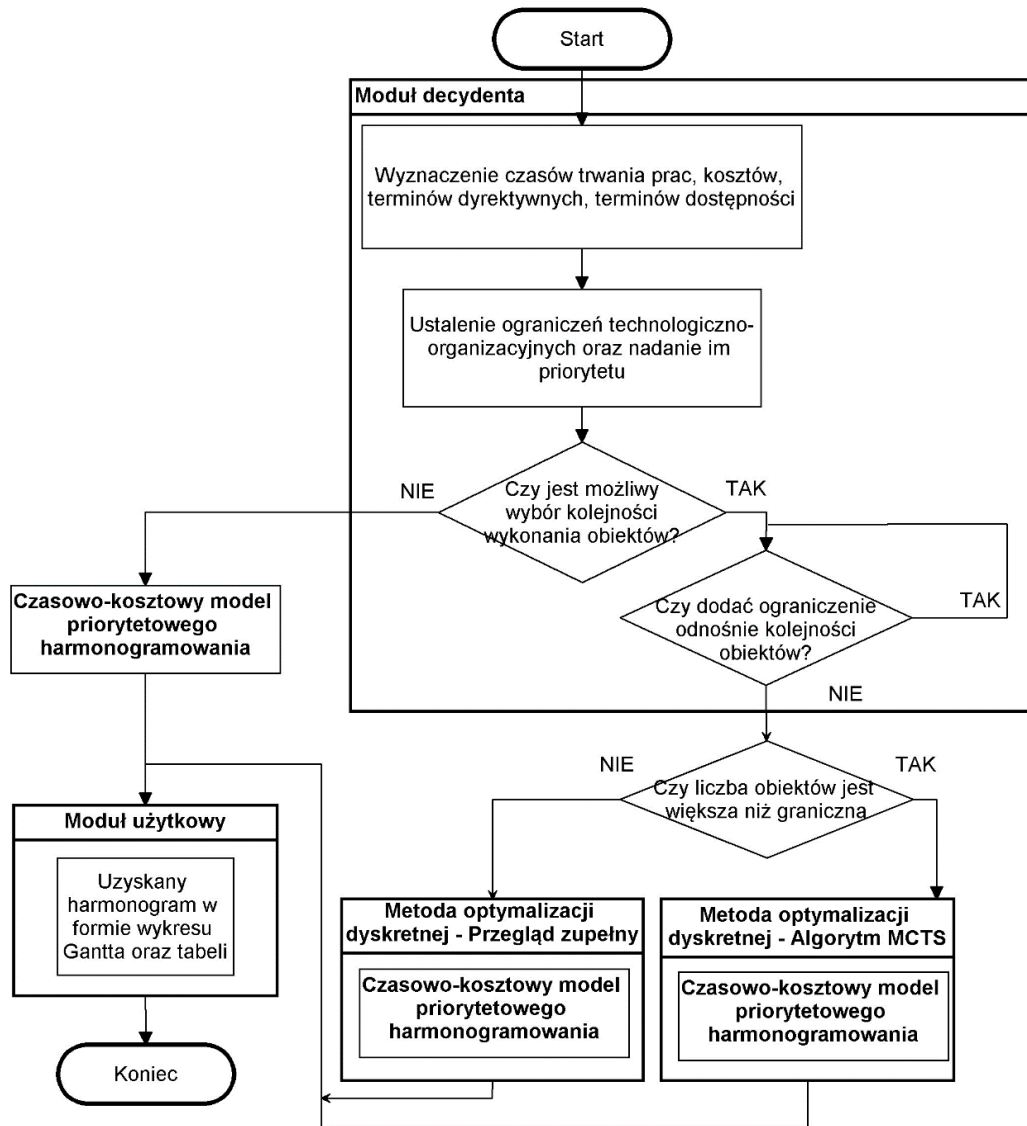 Start
Moduł decydenta
Wyznaczenie czasów trwania prac, kosztów,
terminów dyrektywnych, terminów dostępności
Ustalenie ograniczeń technologiczno-
organizacyjnych oraz nadanie im
priorytetu
NIE
Czy jest możliwy
wybór kolejności
wykonania obiektów?
TAK
Czasowo-kosztowy model
priorytetowego
harmonogramowania
Czy dodać ograniczenie
odnośnie kolejności
obiektów?
TAK
NIE
NIE
Czy liczba obiektów jest
większa niż graniczna
TAK
Moduł użytkowy
Uzyskany
harmonogram w
formie wykresu
Gantta oraz tabeli
Metoda optymalizacji
dyskretnej - Przegląd zupełny
Czasowo-kosztowy model
priorytetowego
harmonogramowania
Metoda optymalizacji
dyskretnej - Algorytm MCTS
Czasowo-kosztowy model
priorytetowego
harmonogramowania
Koniec